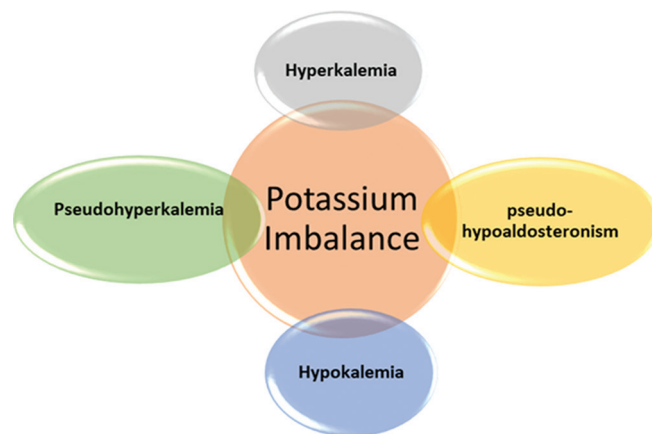 Hyperkalemia
Pseudohyperkalemia
Potassium
Imbalance
pseudo-
hypoaldosteronism
Hypokalemia